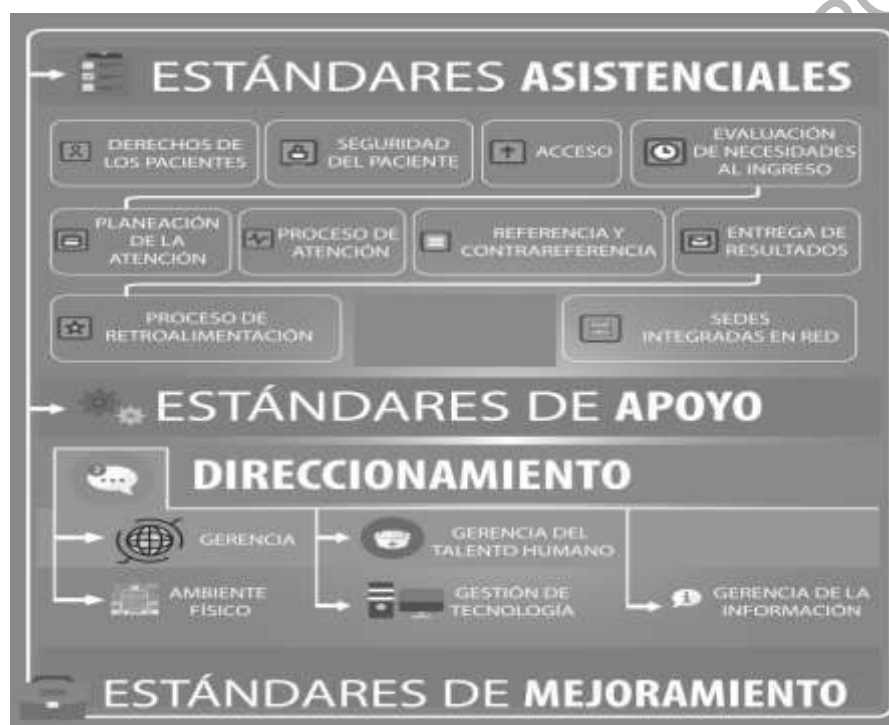 ESTÁNDARES ASISTENCIALES
DERECHOS DE
LOS PACIENTES
SEGURIDAD
DEL PACIENTE
ACCESO
EVALUACIÓN
DE NECESIDADES
AL INGRESO
PLANEACIÓN
DE LA
ATENCIÓN
PROCESO DE
ATENCIÓN
REFERENCIA Y
CONTRAREFERENCIA
ENTREGA DE
RESULTADOS
PROCESO DE
RETROALIMENTACIÓN
SEDES
INTEGRADAS EN RED
ESTÁNDARES DE APOYO
DIRECCIONAMIENTO
GERENCIA
GERENCIA DEL
TALENTO HUMANO
AMBIENTE
FÍSICO
GESTIÓN DE
TECNOLOGÍA
GERENCIA DE LA
INFORMACIÓN
ESTÁNDARES DE MEJORAMIENTO